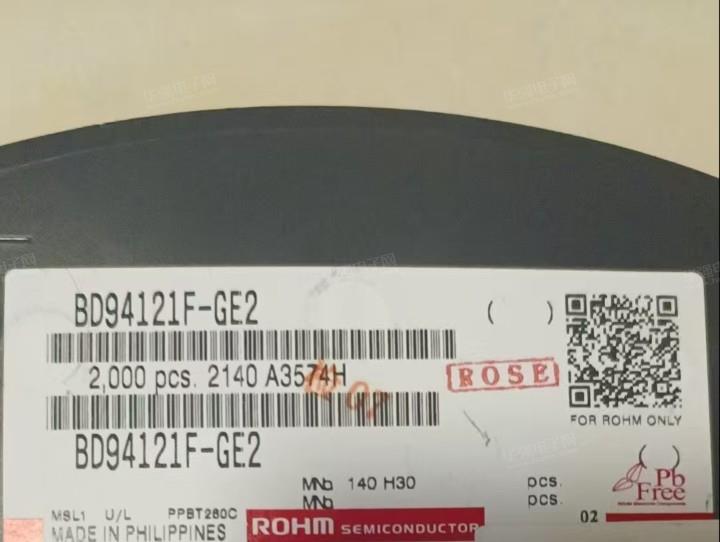 BD94121F-GE2
( )
2,000 pcs. 2140 A3574H
ROSE
FOR ROHM ONLY
BD94121F-GE2
( )
MNo 140 H30 pcs.
MNo pcs.
Pb
Free
MSL1 U/L PPBT260C
02
MADE IN PHILIPPINES
ROHM SEMICONDUCTOR